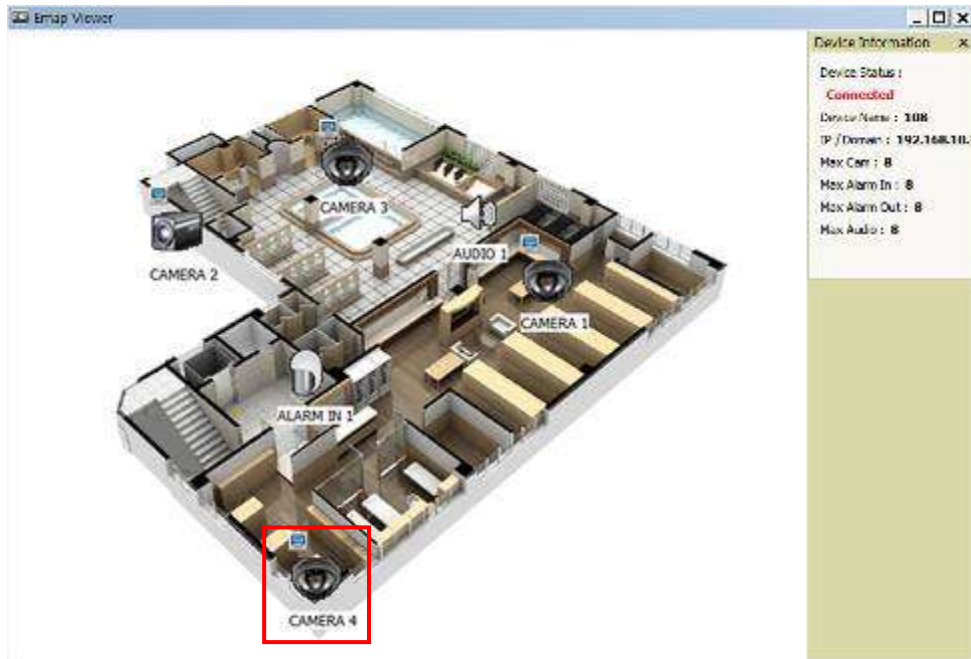 Emap Viewer
Device Information
Device Status :
Connected
Device Name : 108
IP / Domain : 192.168.10.
Max Cam : 8
Max Alarm In : 8
Max Alarm Out : 8
Max Audio : 8
CAMERA 3
AUDIO 1
CAMERA 2
CAMERA 1
ALARM IN 1
CAMERA 4